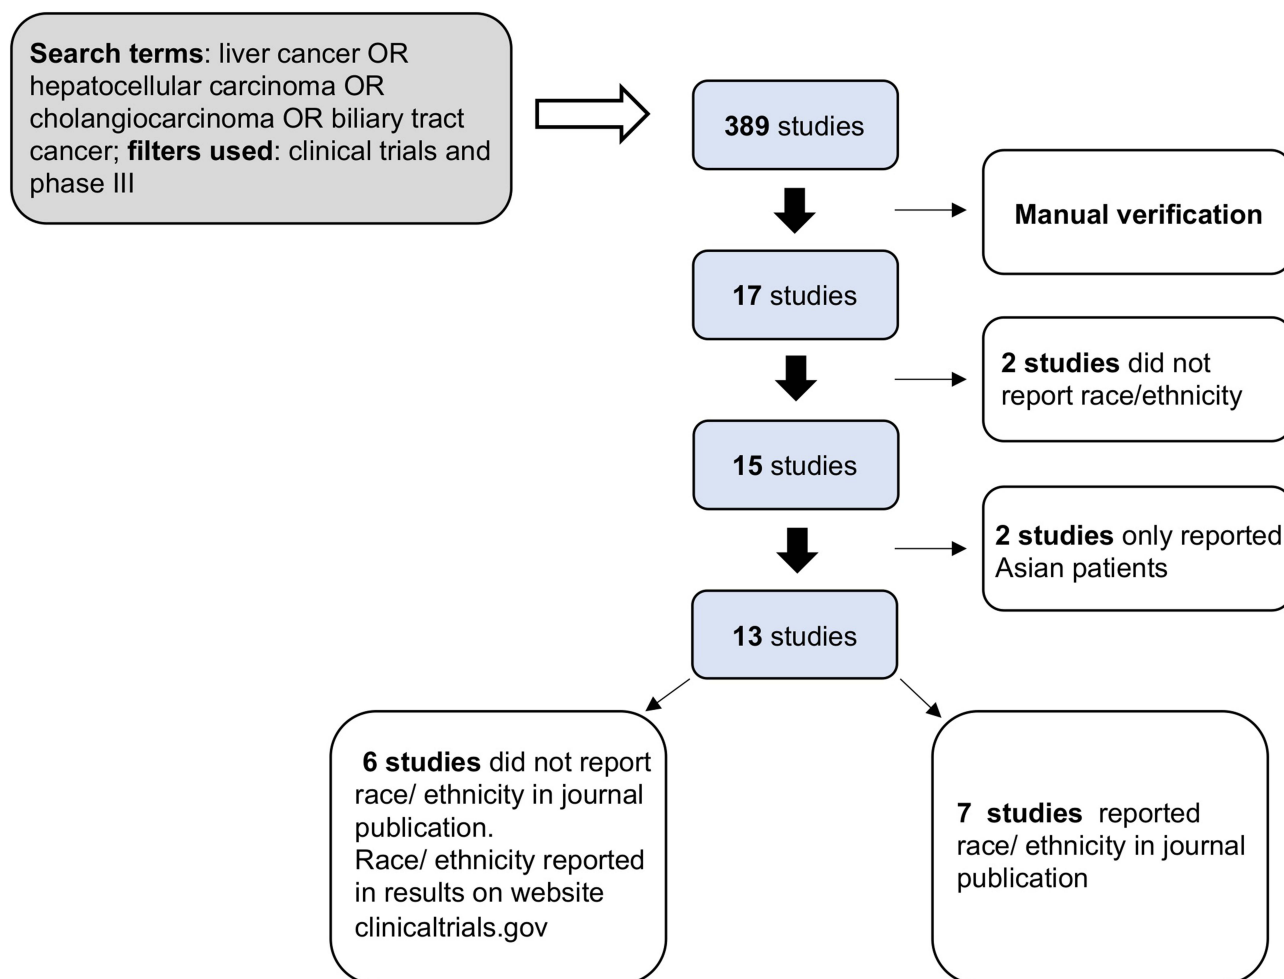 Search terms: liver cancer OR
hepatocellular carcinoma OR
cholangiocarcinoma OR biliary tract
cancer; filters used: clinical trials and
phase III
389 studies
Manual verification
17 studies
2 studies did not
report race/ethnicity
15 studies
2 studies only reported
Asian patients
13 studies
6 studies did not report
race/ ethnicity in journal
publication.
Race/ ethnicity reported
in results on website
clinicaltrials.gov
7 studies reported
race/ ethnicity in journal
publication